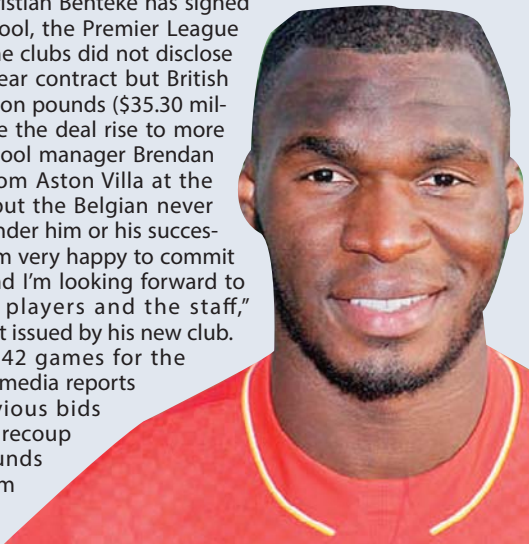 ristian Benteke has signed
ool, the Premier League
ne clubs did not disclose
ear contract but British
on pounds ($35.30 mil-
e the deal rise to more
ool manager Brendan
om Aston Villa at the
out the Belgian never
nder him or his succes-
m very happy to commit
nd I'm looking forward to
players and the staff,"
t issued by his new club.
42 games for the
media reports
vious bids
recoup
unds
m